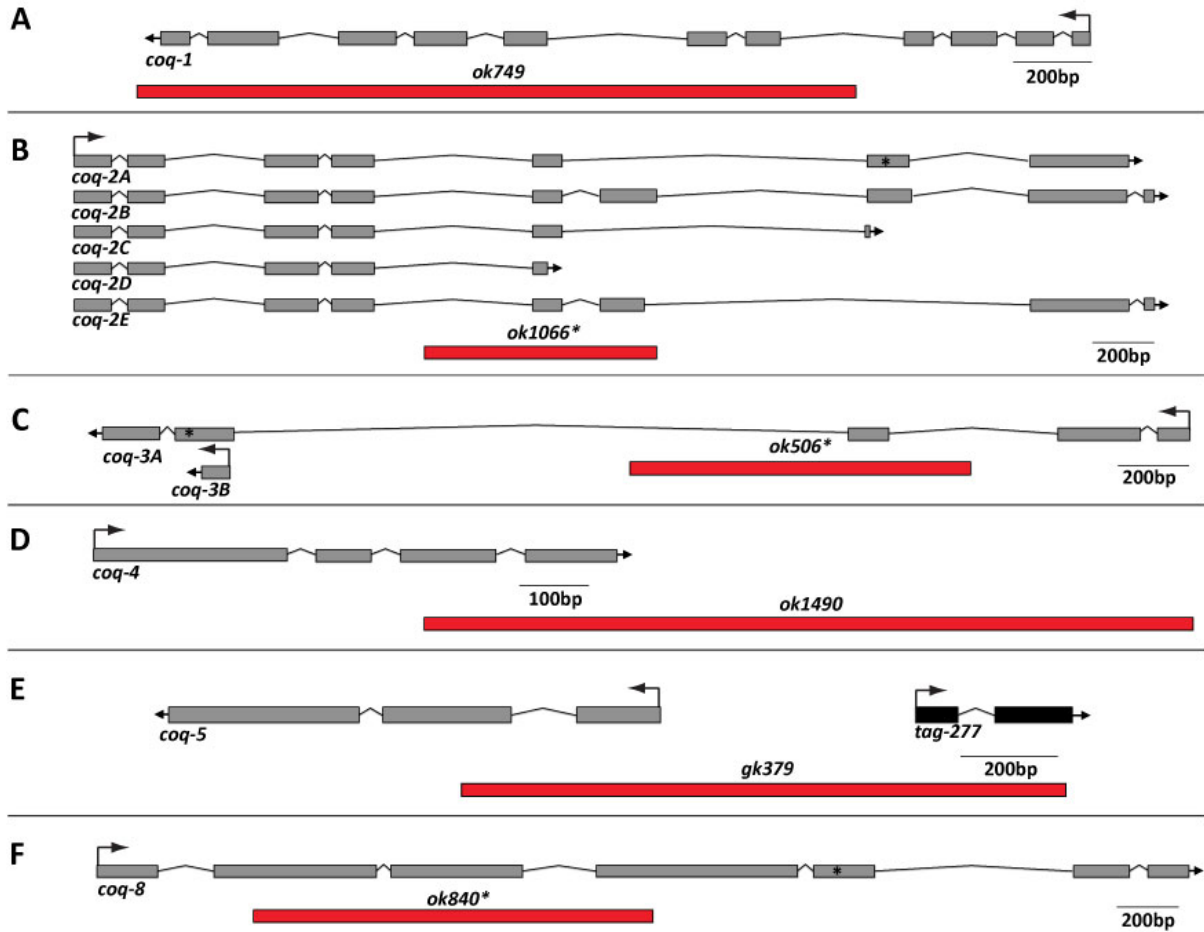 A
coq-1
200bp
ok749
B
coq-2A
*
coq-2B
coq-2C
coq-2D
coq-2E
ok1066*
200bp
C
*
coq-3A
ok506*
200bp
coq-3B
D
coq-4
100bp
ok1490
E
coq-5
tag-277
200bp
gk379
F
*
coq-8
ok840*
200bp